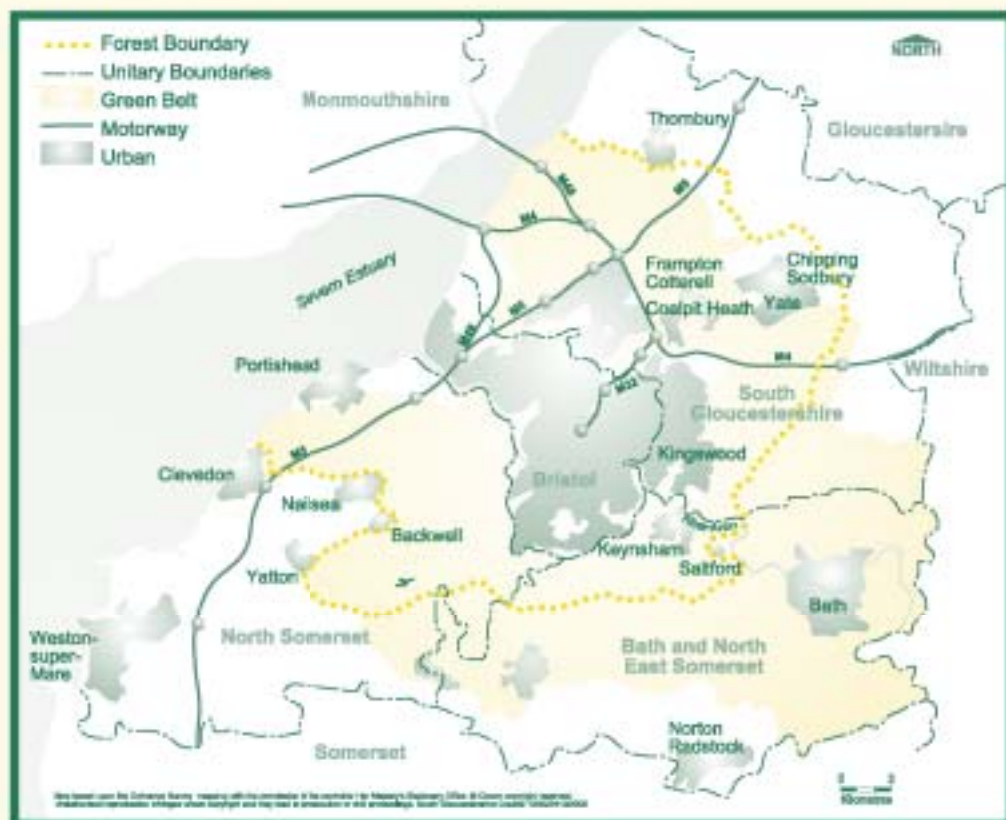 Forest Boundary
Unitary Boundaries
Green Belt
Motorway
Urban
NORTH
Monmouthshire
Thornbury
Gloucestersire
M48
M5
M4
Severn Estuary
Frampton
Cotterell
Chipping
Sodbury
Coalpit Heath
Yate
M5
M49
Portishead
M4
Wiltshire
M32
South
Gloucestershire
M5
Clevedon
Kingswood
Nailsea
Bristol
Backwell
Keynsham
Saltford
Yatton
Bath
North Somerset
Weston-
super-
Mare
Bath and North
East Somerset
Norton
Radstock
Somerset
Kilometres